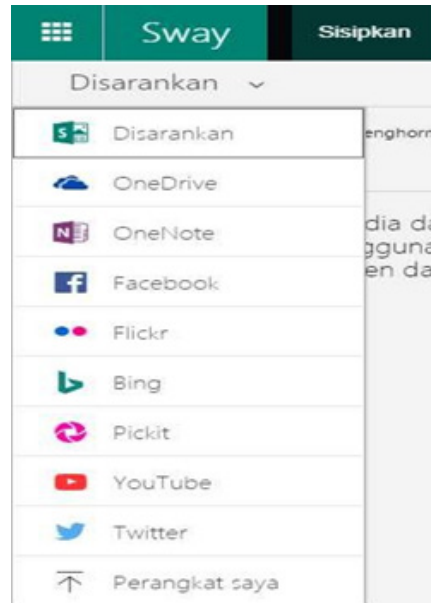 Sway Sisipkan
Disarankan
Disarankan
OneDrive
OneNote
Facebook
Flickr
Bing
Pickit
YouTube
Twitter
Perangkat saya